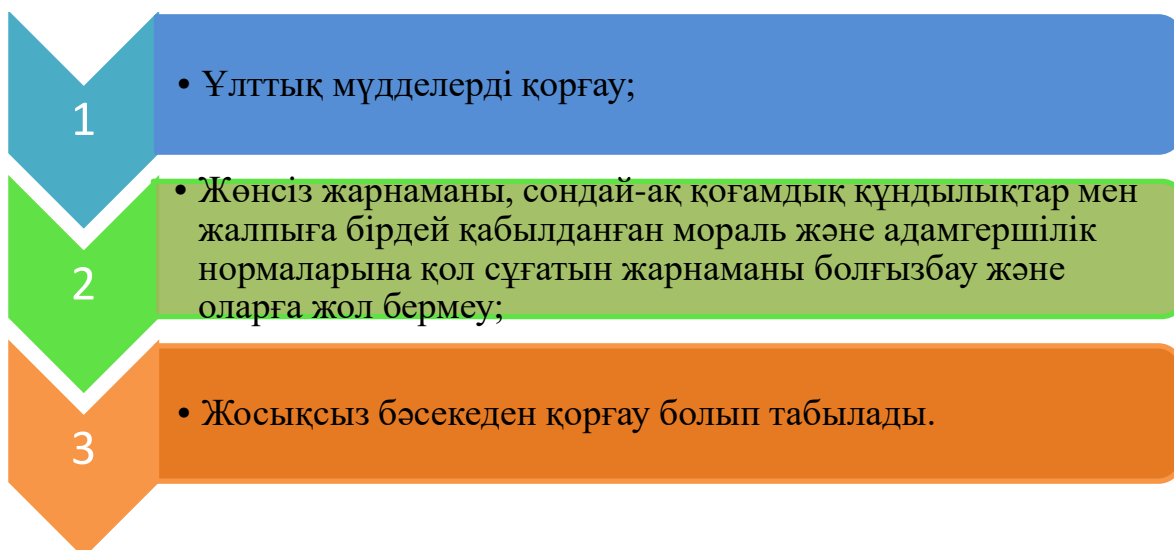 1
• Ұлттық мүдделерді қорғау;
2
• Жөнсіз жарнаманы, сондай-ақ қоғамдық құндылықтар мен
жалпыға бірдей қабылданған мораль және адамгершілік
нормаларына қол сұғатын жарнаманы болғызбау және
оларға жол бермеу;
3
• Жосықсыз бәсекеден қорғау болып табылады.